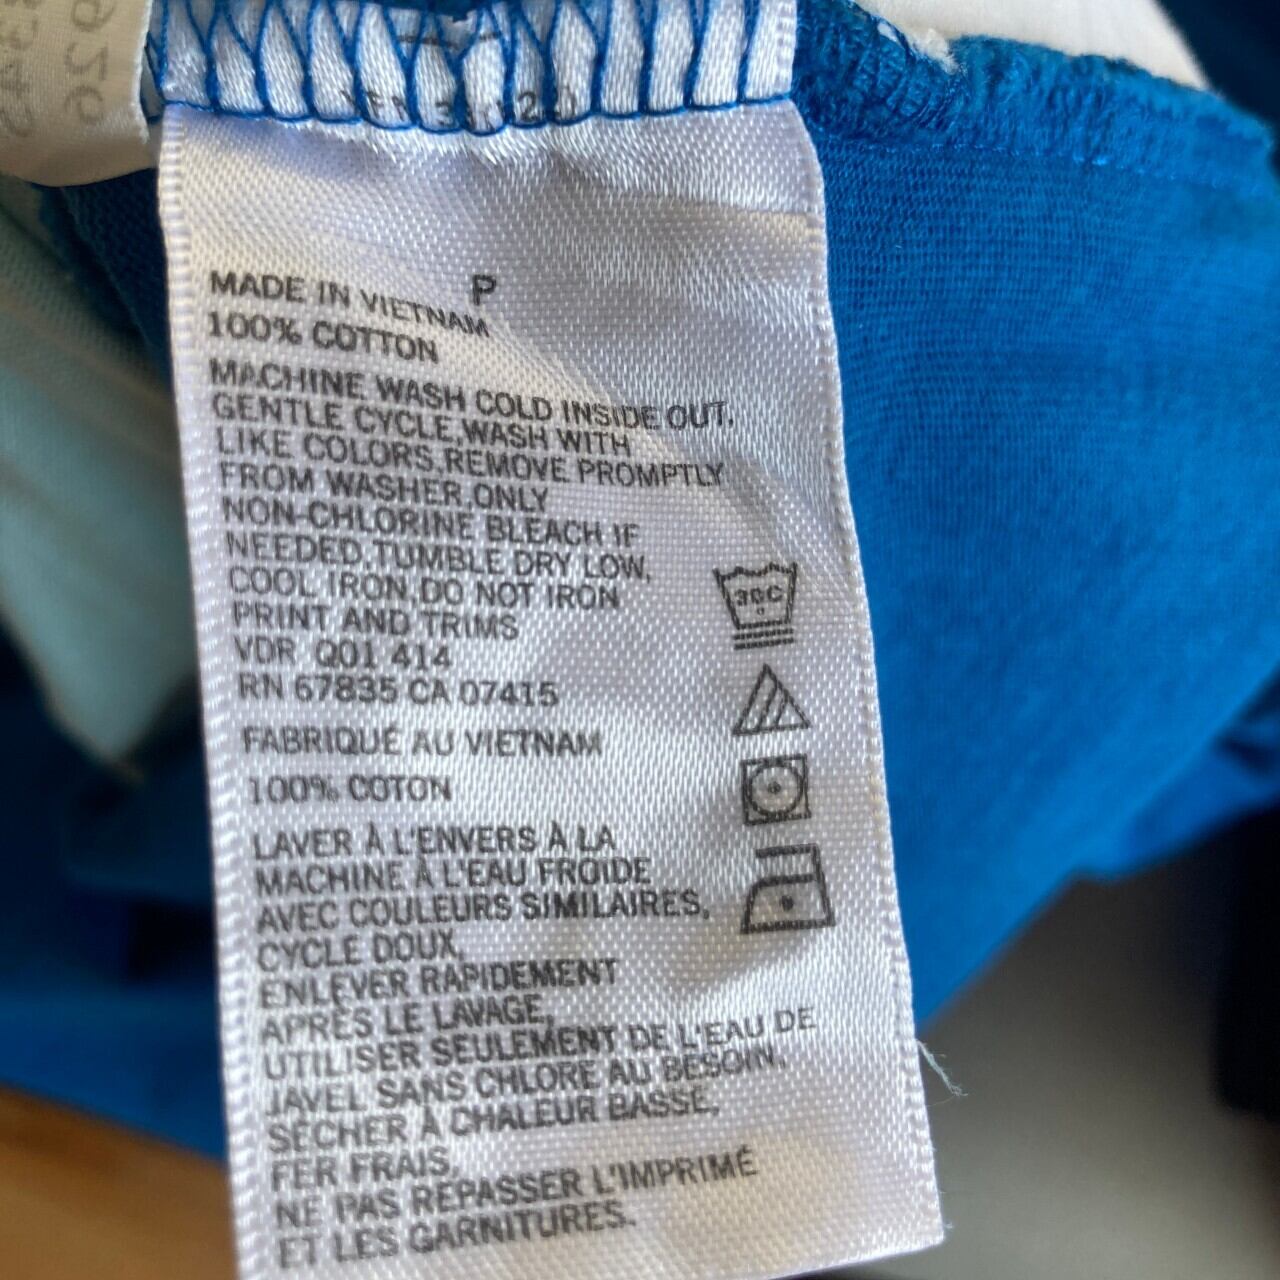 P
MADE IN VIETNAM
100% COTTON
MACHINE WASH COLD INSIDE OUT.
GENTLE CYCLE,WASH WITH
LIKE COLORS.REMOVE PROMPTLY
FROM WASHER.ONLY
NON-CHLORINE BLEACH IF
NEEDED.TUMBLE DRY LOW.
COOL IRON.DO NOT IRON
PRINT AND TRIMS
VDR Q01 414
RN 67835 CA 07415
30C
FABRIQUÉ AU VIETNAM
100% COTON
LAVER À L'ENVERS À LA
MACHINE À L'EAU FROIDE
AVEC COULEURS SIMILAIRES,
CYCLE DOUX.
ENLEVER RAPIDEMENT
APRÈS LE LAVAGE,
UTILISER SEULEMENT DE L'EAU DE
JAVEL SANS CHLORE AU BESOIN,
SÉCHER À CHALEUR BASSE,
FER FRAIS,
NE PAS REPASSER L'IMPRIMÉ
ET LES GARNITURES.